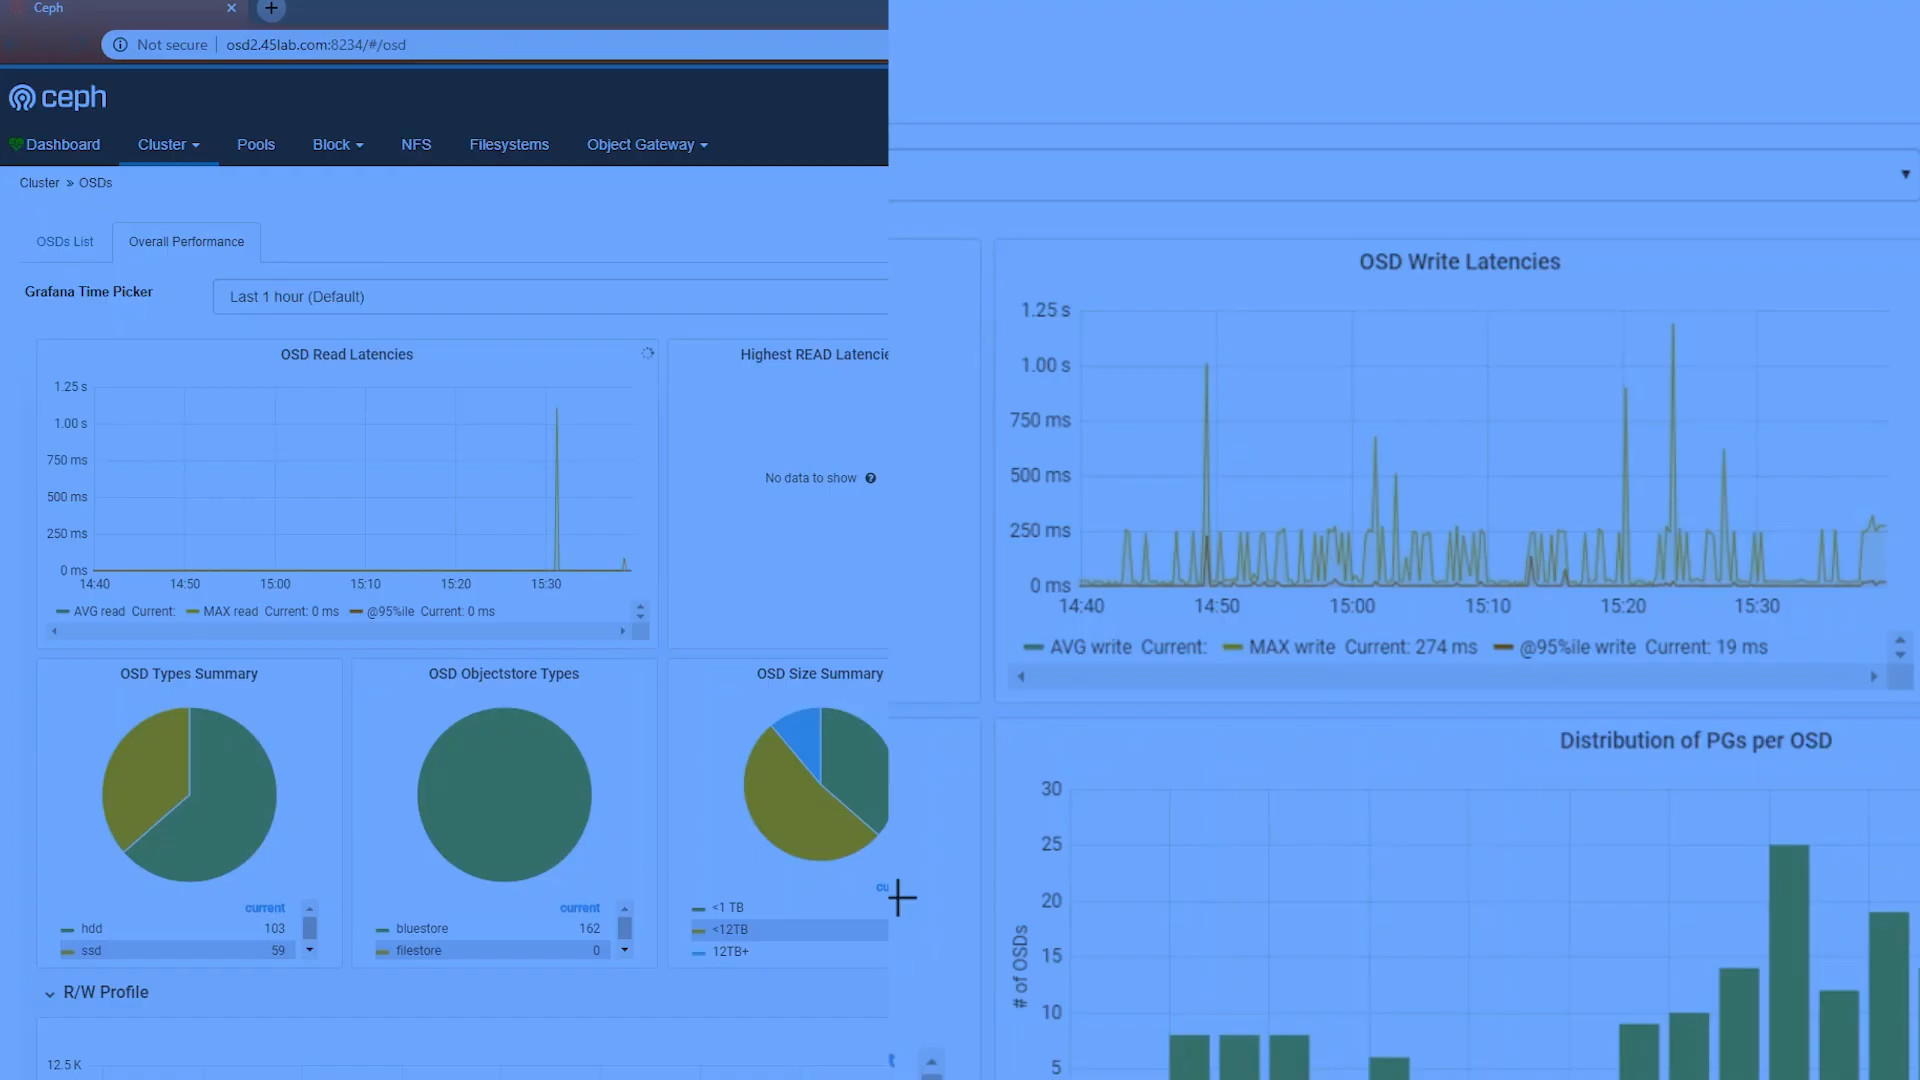 Ceph
Not secure osd2.45lab.com:8234/#/osd
ceph
Dashboard Cluster Pools Block NFS Filesystems Object Gateway
Cluster » OSDs
OSDs List Overall Performance
Grafana Time Picker Last 1 hour (Default)
OSD Read Latencies
1.25 s
1.00 s
750 ms
500 ms
250 ms
0 ms
14:40 14:50 15:00 15:10 15:20 15:30
AVG read Current: MAX read Current: 0 ms @95%ile Current: 0 ms
Highest READ Latencie
No data to show
OSD Types Summary
current
hdd 103
ssd 59
OSD Objectstore Types
current
bluestore 162
filestore 0
OSD Size Summary
cu
<1 TB
<12TB
12TB+
R/W Profile
12.5 K
OSD Write Latencies
1.25 s
1.00 s
750 ms
500 ms
250 ms
0 ms
14:40 14:50 15:00 15:10 15:20 15:30
AVG write Current: MAX write Current: 274 ms @95%ile write Current: 19 ms
Distribution of PGs per OSD
30
25
20
15
10
5
# of OSDs